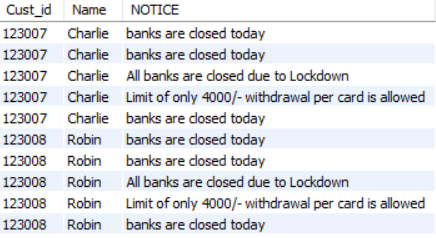 Cust_id Name NOTICE
123007 Charlie banks are closed today
123007 Charlie banks are closed today
123007 Charlie All banks are closed due to Lockdown
123007 Charlie Limit of only 4000/- withdrawal per card is allowed
123007 Charlie banks are closed today
123008 Robin banks are closed today
123008 Robin banks are closed today
123008 Robin All banks are closed due to Lockdown
123008 Robin Limit of only 4000/- withdrawal per card is allowed
123008 Robin banks are closed today